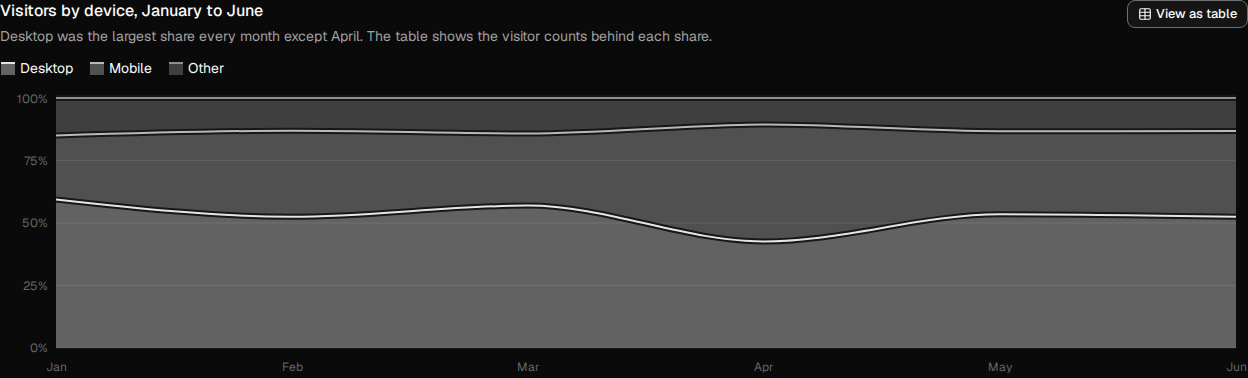 Visitors by device, January to June
View as table
Desktop was the largest share every month except April. The table shows the visitor counts behind each share.
Desktop Mobile Other
100%
75%
50%
25%
0%
Jan Feb Mar Apr May Jun